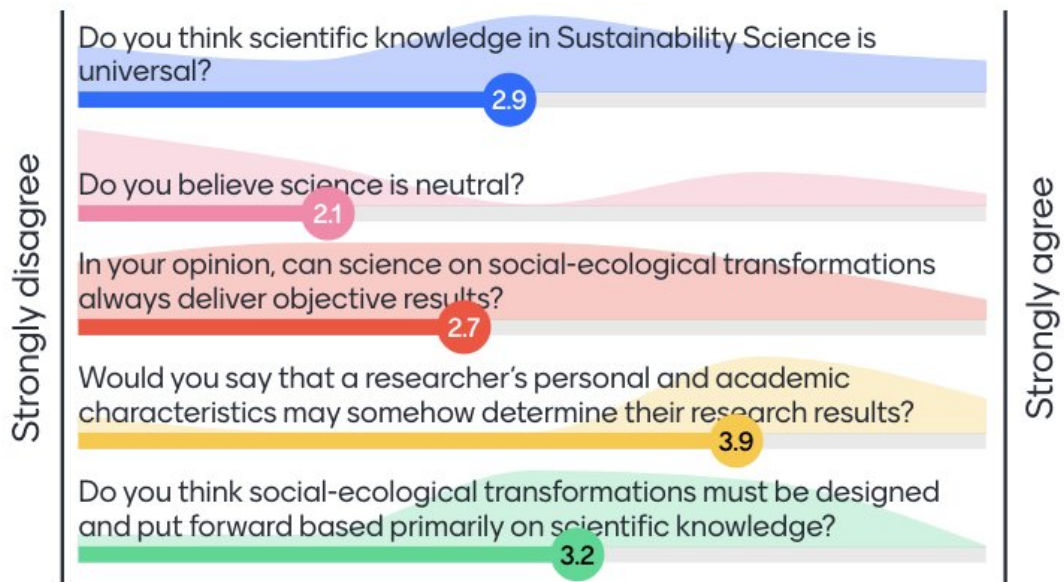 Strongly disagree
Do you think scientific knowledge in Sustainability Science is
universal?
2.9
Do you believe science is neutral?
2.1
In your opinion, can science on social-ecological transformations
always deliver objective results?
2.7
Would you say that a researcher's personal and academic
characteristics may somehow determine their research results?
3.9
Do you think social-ecological transformations must be designed
and put forward based primarily on scientific knowledge?
3.2
Strongly agree